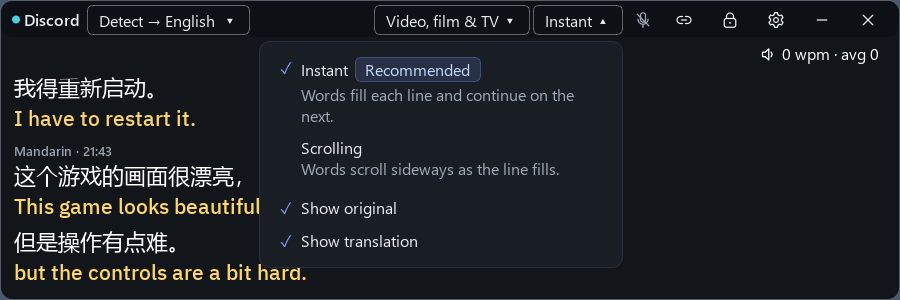 Discord
Detect → English
Video, film & TV
Instant
0 wpm · avg 0
Instant Recommended
Words fill each line and continue on the
next.
Scrolling
Words scroll sideways as the line fills.
Show original
Show translation
我得重新启动。
I have to restart it.
Mandarin · 21:43
这个游戏的画面很漂亮，
This game looks beautiful
但是操作有点难。
but the controls are a bit hard.